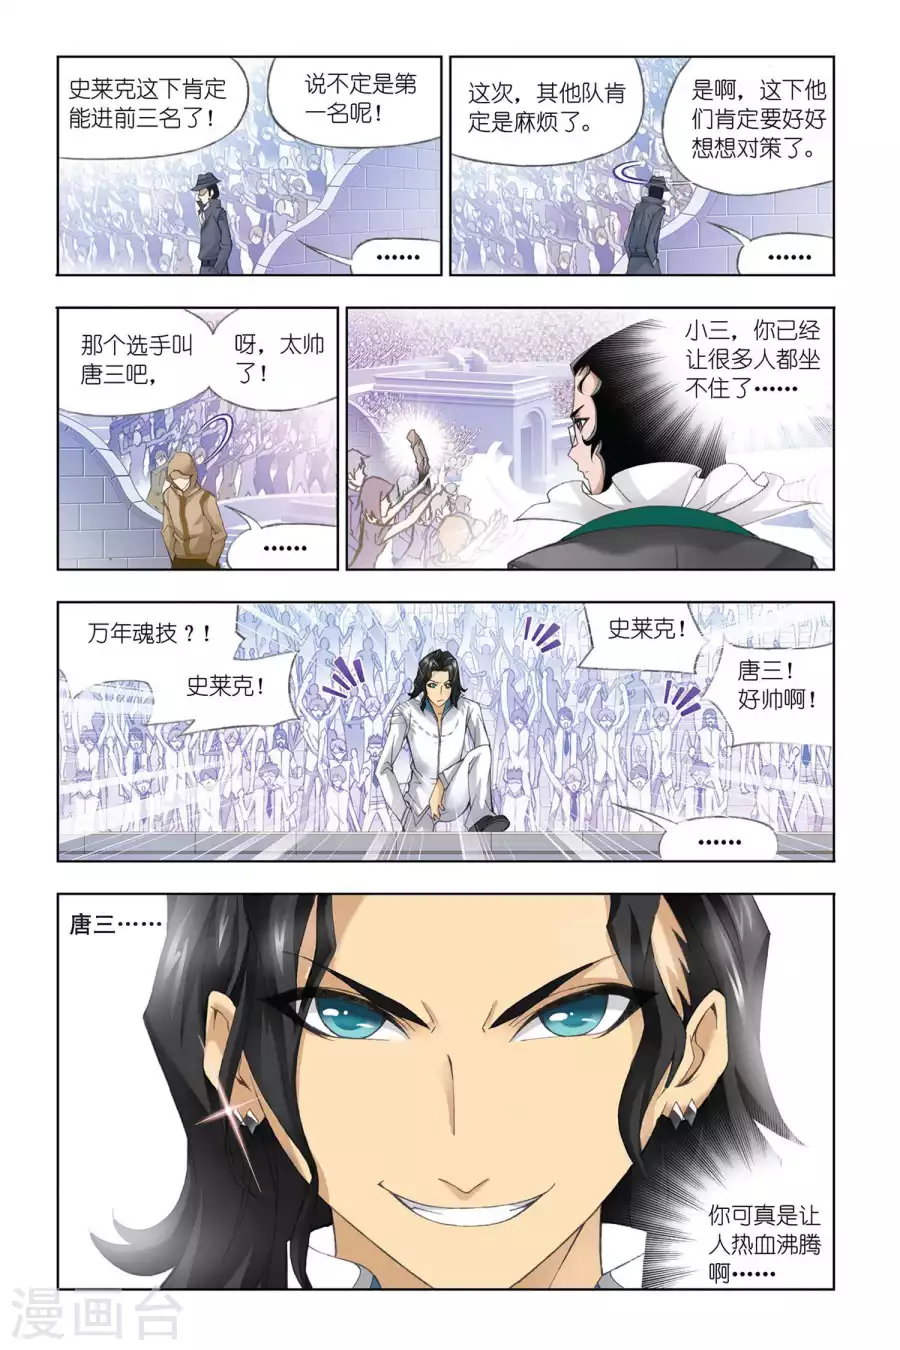 史莱克这下肯定
能进前三名了！
说不定是第
一名呢！
……
这次，其他队肯
定是麻烦了。
是啊，这下他
们肯定要好好
想想对策了。
……
那个选手叫
唐三吧，
呀，太帅
了！
……
小三，你已经
让很多人都坐
不住了……
万年魂技？！
史莱克！
史莱克！
唐三！
好帅啊！
……
唐三……
你可真是让
人热血沸腾
啊……
漫画台